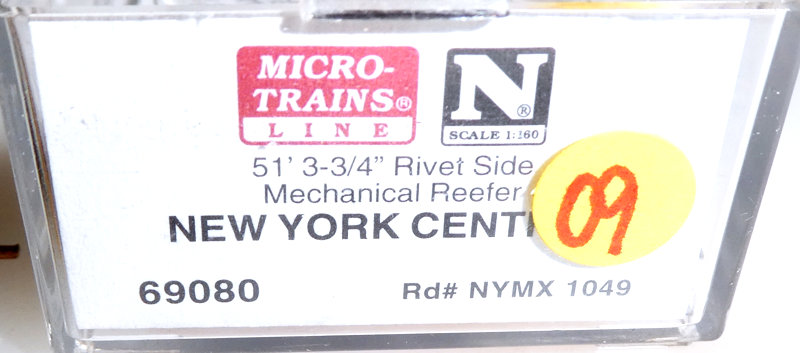 MICRO-
TRAINS®
LINE
N®
SCALE 1:160
51' 3-3/4" Rivet Side
Mechanical Reefer
NEW YORK
69080
Rd# NYMX 1049
09